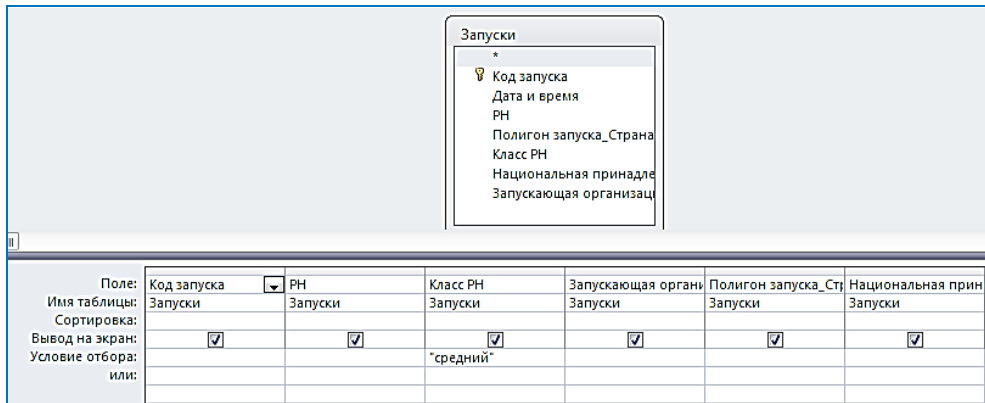 Запуски
*
Код запуска
Дата и время
РН
Полигон запуска_Страна
Класс РН
Национальная принадле
Запускающая организаци
Поле: Код запуска РН Класс РН Запускающая органи Полигон запуска_Стр Национальная прин
Имя таблицы: Запуски Запуски Запуски Запуски Запуски Запуски
Сортировка:
Вывод на экран:
Условие отбора: "средний"
или: